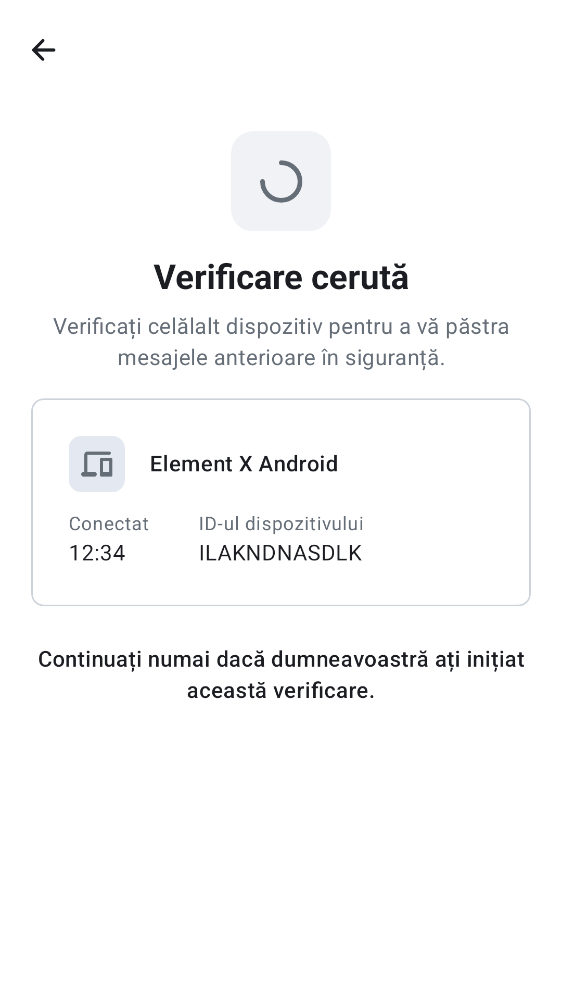 Verificare cerută
Verificați celălalt dispozitiv pentru a vă păstra
mesajele anterioare în siguranță.
Element X Android
Conectat ID-ul dispozitivului
12:34 ILAKNDNASDLK
Continuați numai dacă dumneavoastră ați inițiat
această verificare.